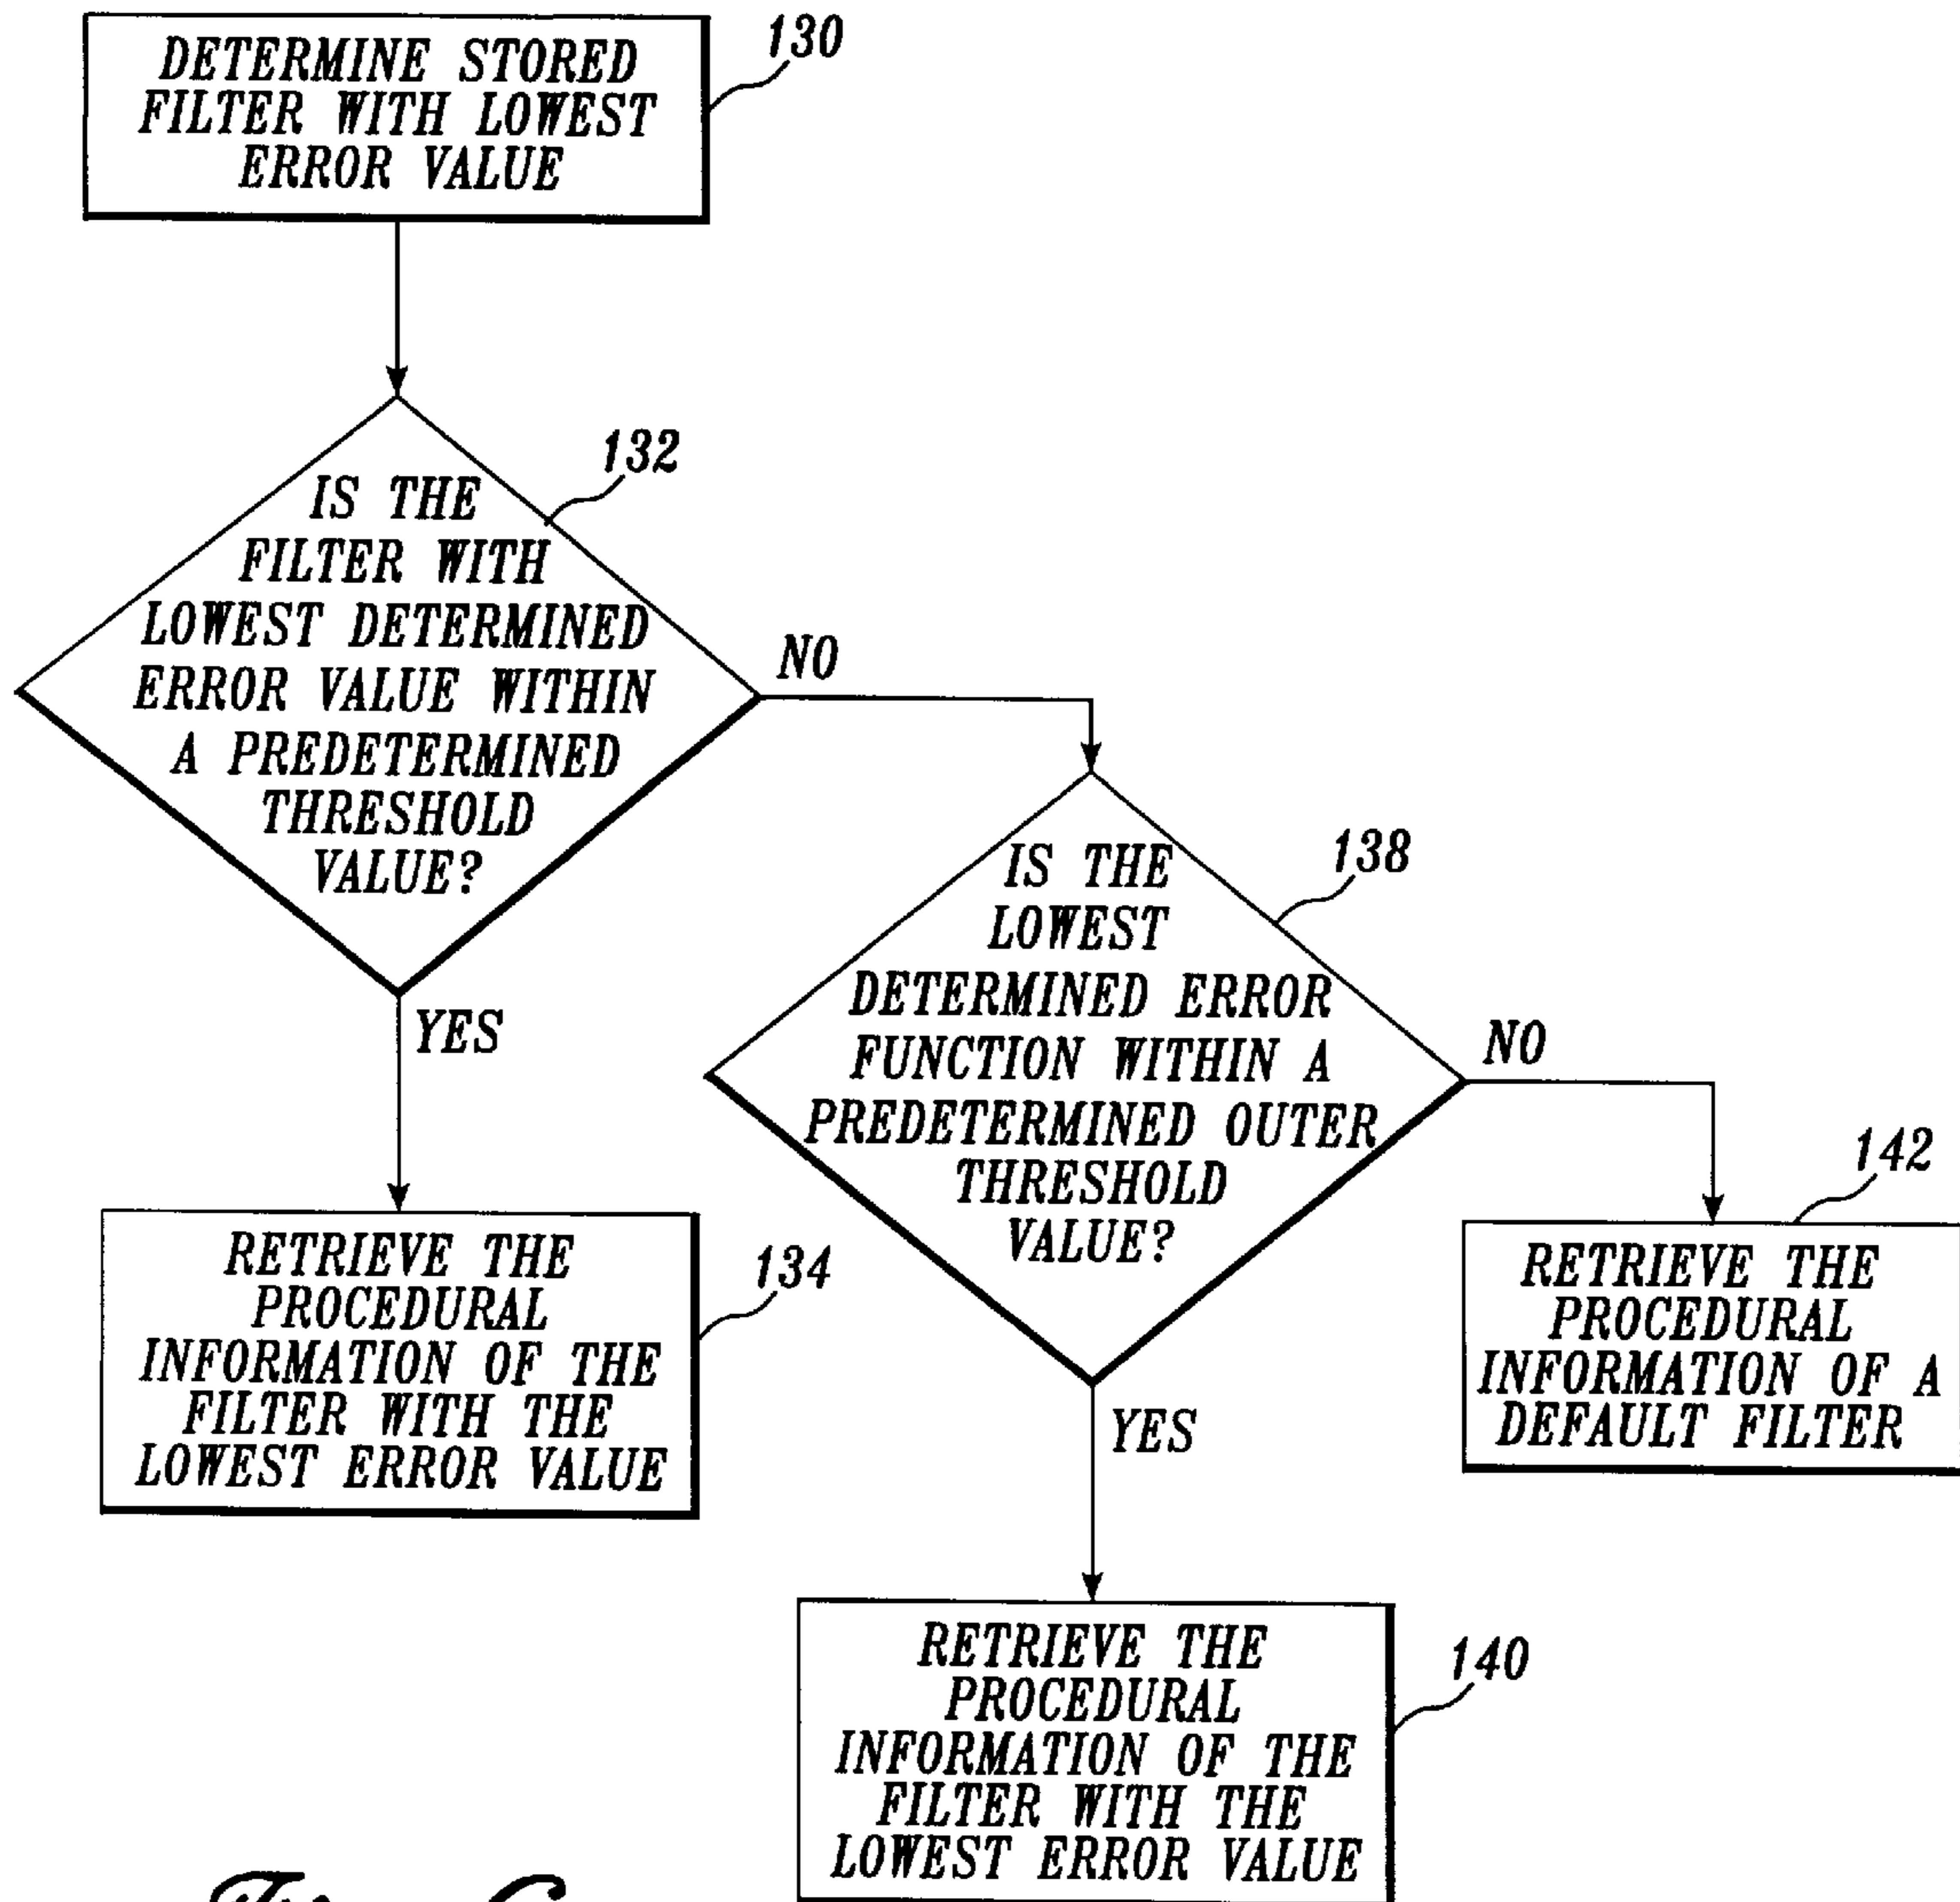 130
DETERMINE STORED
FILTER WITH LOWEST
ERROR VALUE
132
IS THE
FILTER WITH
LOWEST DETERMINED
ERROR VALUE WITHIN
A PREDETERMINED
THRESHOLD
VALUE?
NO
YES
138
IS THE
LOWEST
DETERMINED ERROR
FUNCTION WITHIN A
PREDETERMINED OUTER
THRESHOLD
VALUE?
NO
YES
134
RETRIEVE THE
PROCEDURAL
INFORMATION OF THE
FILTER WITH THE
LOWEST ERROR VALUE
142
RETRIEVE THE
PROCEDURAL
INFORMATION OF A
DEFAULT FILTER
140
RETRIEVE THE
PROCEDURAL
INFORMATION OF THE
FILTER WITH THE
LOWEST ERROR VALUE